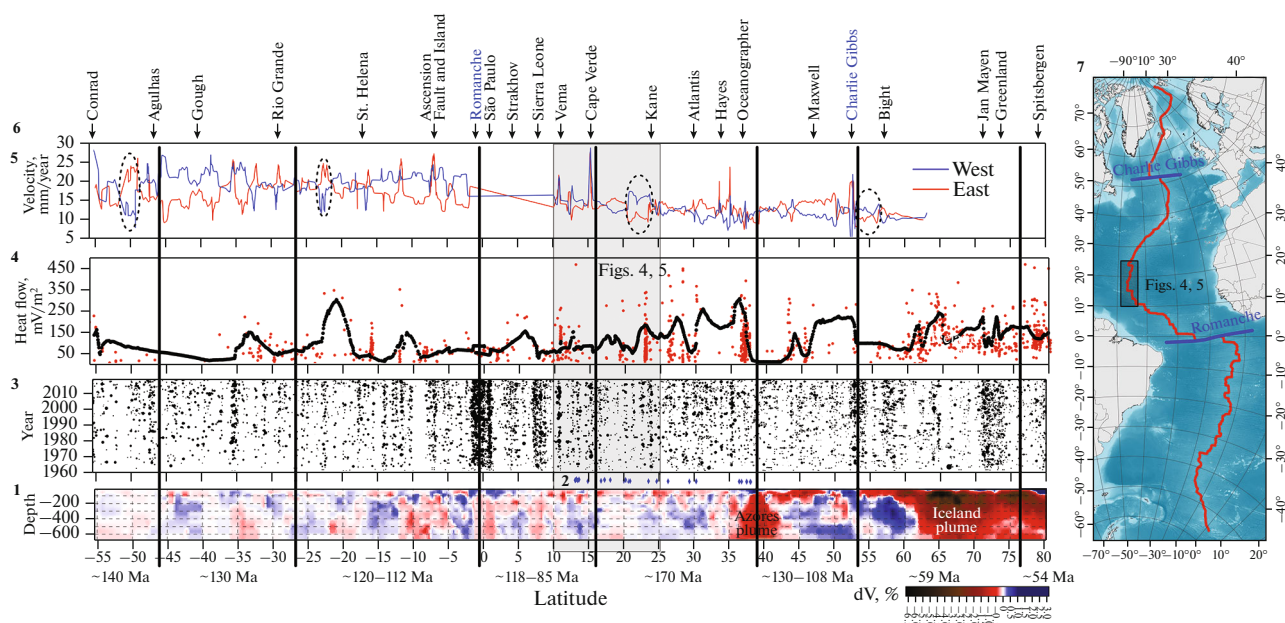 Conrad
Agulhas
Gough
Rio Grande
St. Helena
Ascension
Fault and Island
Romanche
São Paulo
Strakhov
Sierra Leone
Vema
Cape Verde
Kane
Atlantis
Hayes
Oceanographer
Maxwell
Charlie Gibbs
Bight
Jan Mayen
Greenland
Spitsbergen
6
5
Velocity,
mm/year
30
25
20
15
10
5
West
East
4
Heat flow,
mV/m²
450
350
250
150
50
Figs. 4, 5
3
Year
2010
2000
1990
1980
1970
1960
2
1
Depth
−200
−400
−600
Azores
plume
Iceland
plume
−55 −50 −45 −40 −35 −30 −25 −20 −15 −10 −5 0 5 10 15 20 25 30 35 40 45 50 55 60 65 70 75 80
~140 Ma ~130 ~120−112 Ma ~118−85 Ma ~170 Ma ~130−108 Ma ~59 Ma ~54 Ma
Latitude
dV, %
7
−90° 10° 30° 40°
70°
60°
50°
40°
30°
20°
10°
0°
−10°
−20°
−30°
−40°
−50°
−60°
40°
30°
20°
10°
0°
−10°
−20°
−30°
−40°
Charlie Gibbs
Figs. 4, 5
Romanche
−70° −50° −30° −10° 0° 10° 20°